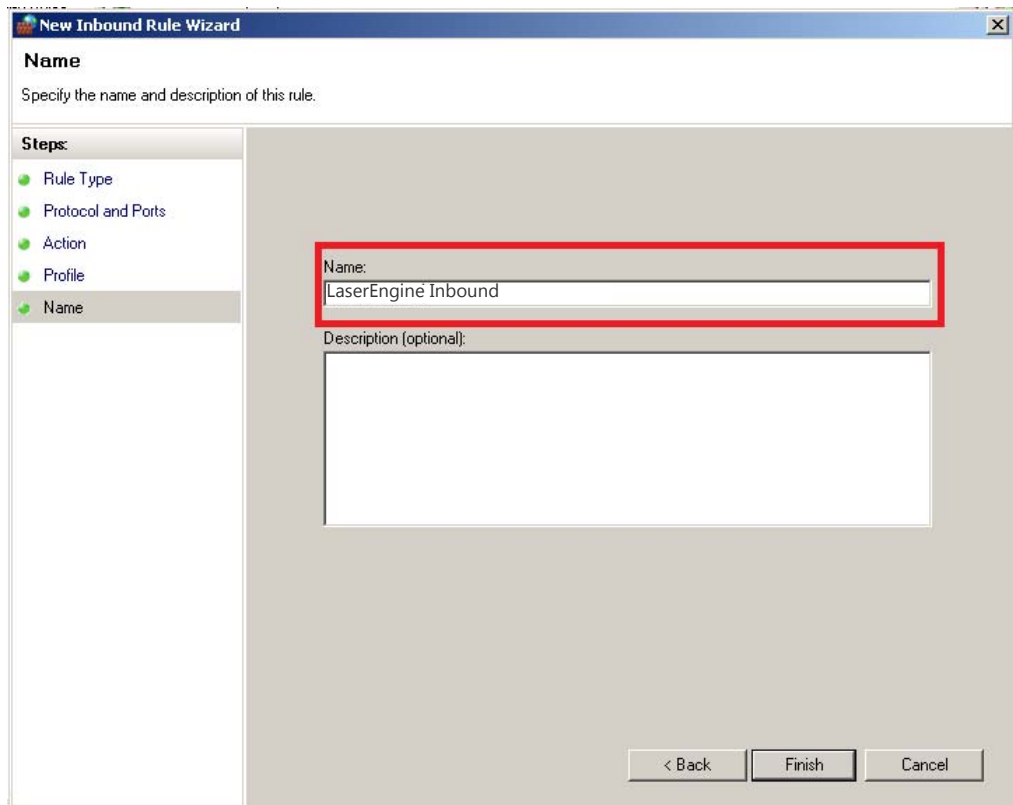 New Inbound Rule Wizard
Name
Specify the name and description of this rule.
Steps:
Rule Type
Protocol and Ports
Action
Profile
Name
Name:
LaserEngine Inbound
Description (optional):
< Back
Finish
Cancel